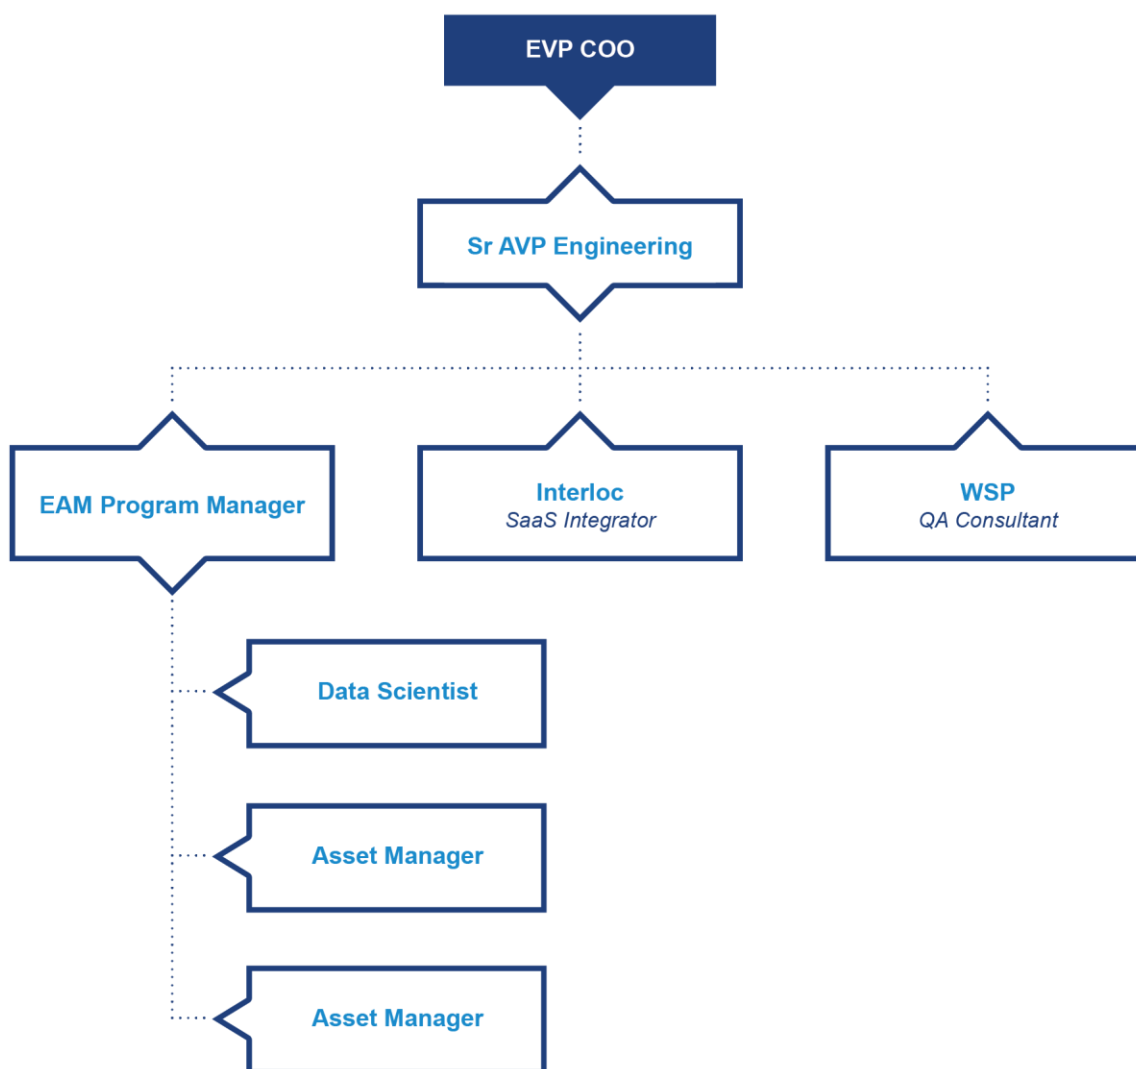 EVP COO
Sr AVP Engineering
EAM Program Manager
Interloc
SaaS Integrator
WSP
QA Consultant
Data Scientist
Asset Manager
Asset Manager